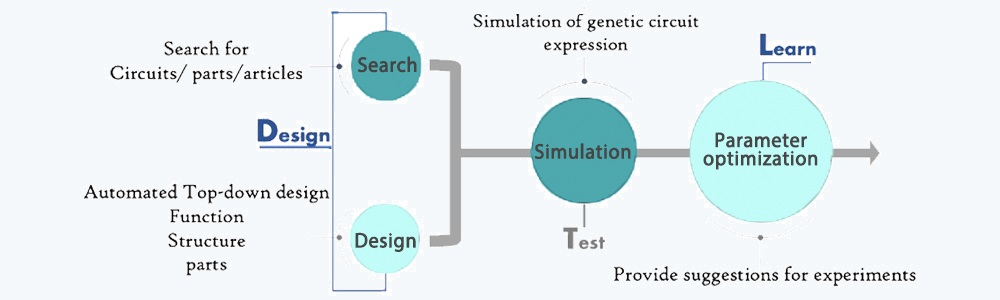 Search for
Circuits/ parts/articles
Search
Design
Automated Top-down design
Function
Structure
parts
Design
Simulation of genetic circuit
expression
Simulation
Test
Learn
Parameter
optimization
Provide suggestions for experiments